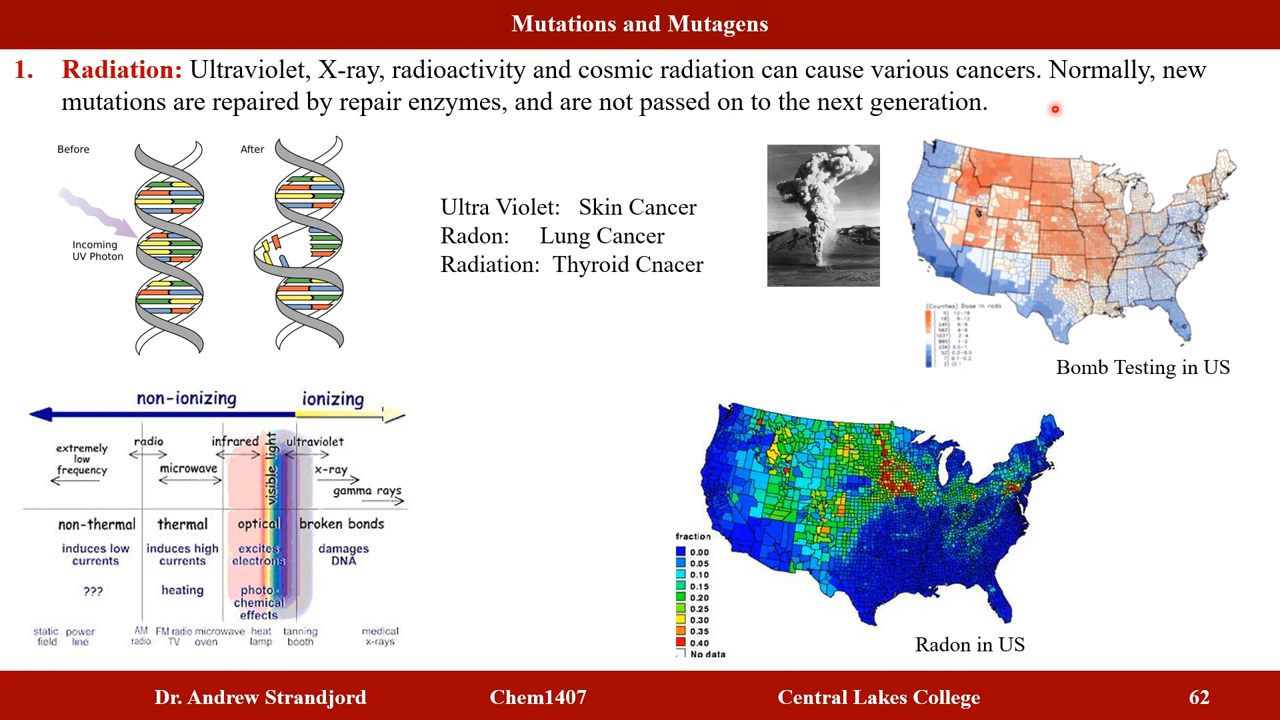 Mutations and Mutagens
1. Radiation: Ultraviolet, X-ray, radioactivity and cosmic radiation can cause various cancers. Normally, new
mutations are repaired by repair enzymes, and are not passed on to the next generation.
Before
After
Incoming
UV Photon
Ultra Violet: Skin Cancer
Radon: Lung Cancer
Radiation: Thyroid Cnacer
(Counties) Dose in rads
Bomb Testing in US
non-ionizing
ionizing
extremely
low
frequency
radio
microwave
infrared
visible light
ultraviolet
x-ray
gamma rays
non-thermal
thermal
optical
broken bonds
induces low
currents
induces high
currents
excites
electrons
damages
DNA
???
heating
photo
chemical
effects
static
field
power
line
AM
radio
FM radio
TV
microwave
oven
heat
lamp
tanning
booth
medical
x-rays
fraction
0.00
0.05
0.10
0.15
0.20
0.25
0.30
0.35
0.40
No data
Radon in US
Dr. Andrew Strandjord Chem1407 Central Lakes College 62